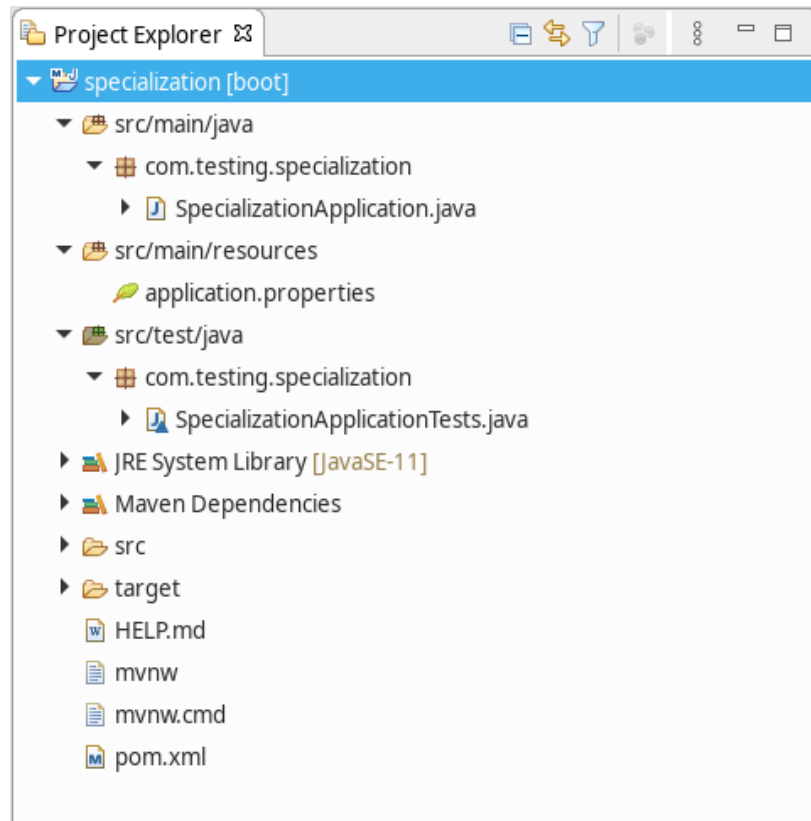 Project Explorer
specialization [boot]
src/main/java
com.testing.specialization
SpecializationApplication.java
src/main/resources
application.properties
src/test/java
com.testing.specialization
SpecializationApplicationTests.java
JRE System Library [JavaSE-11]
Maven Dependencies
src
target
HELP.md
mvnw
mvnw.cmd
pom.xml